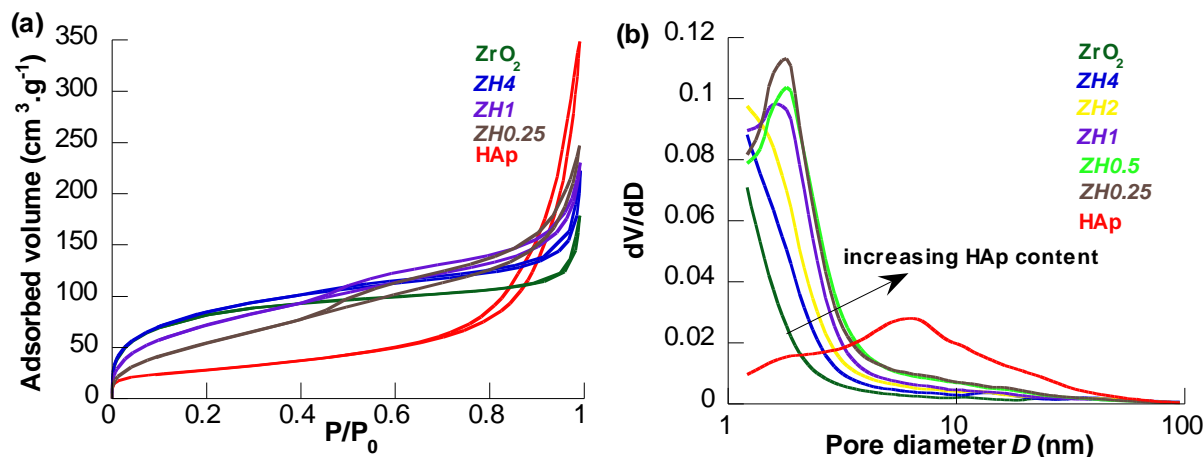 (a)
350
300
250
200
150
100
50
0
Adsorbed volume (cm³.g⁻¹)
0
0.2
0.4
0.6
0.8
1
P/P₀
ZrO₂
ZH4
ZH1
ZH0.25
HAp
(b)
0.12
0.1
0.08
0.06
0.04
0.02
0
dV/dD
1
10
100
Pore diameter D (nm)
ZrO₂
ZH4
ZH2
ZH1
ZH0.5
ZH0.25
HAp
increasing HAp content